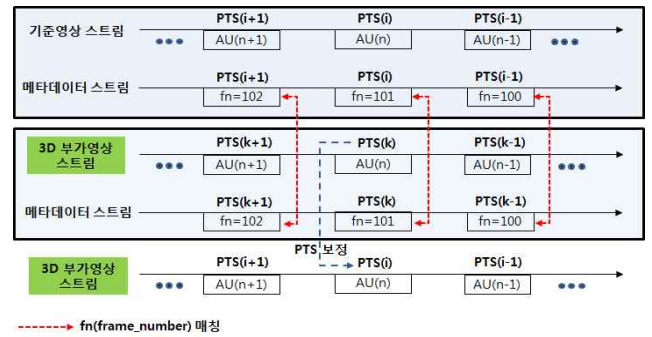 PTS(i+1) PTS(i) PTS(i-1)
기준영상 스트림 AU(n+1) AU(n) AU(n-1)
PTS(i+1) PTS(i) PTS(i-1)
메타데이터 스트림 fn=102 fn=101 fn=100
PTS(k+1) PTS(k) PTS(k-1)
3D 부가영상
스트림
AU(n+1) AU(n) AU(n-1)
PTS(k+1) PTS(k) PTS(k-1)
메타데이터 스트림 fn=102 fn=101 fn=100
PTS 보정
PTS(i+1) PTS(i) PTS(i-1)
3D 부가영상
스트림
AU(n+1) AU(n) AU(n-1)
fn(frame_number) 매칭